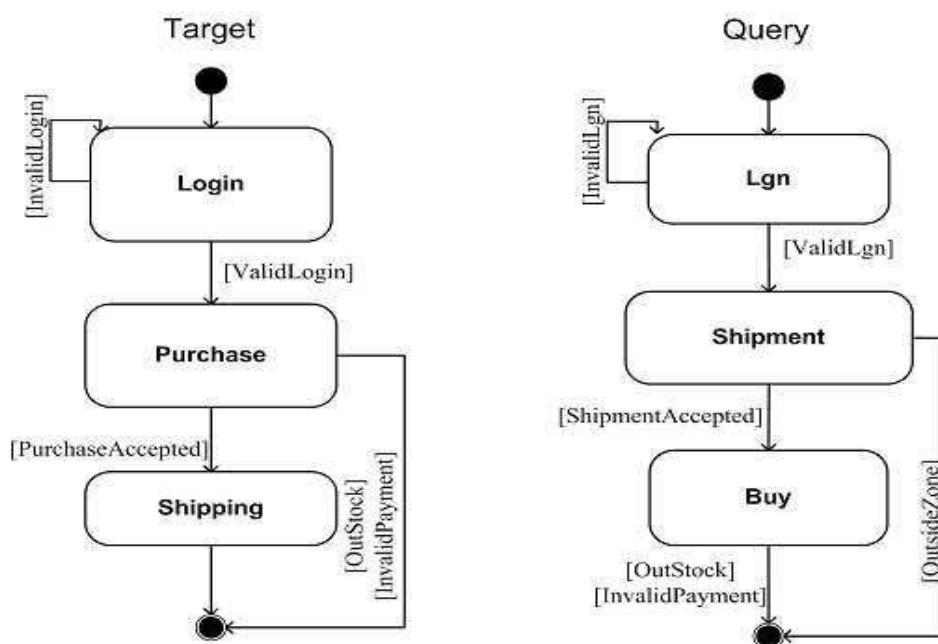 Target
[InvalidLogin]
Login
[ValidLogin]
Purchase
[PurchaseAccepted]
[OutStock]
[InvalidPayment]
Shipping
Query
[InvalidLgn]
Lgn
[ValidLgn]
Shipment
[ShipmentAccepted]
[OutsideZone]
Buy
[OutStock]
[InvalidPayment]